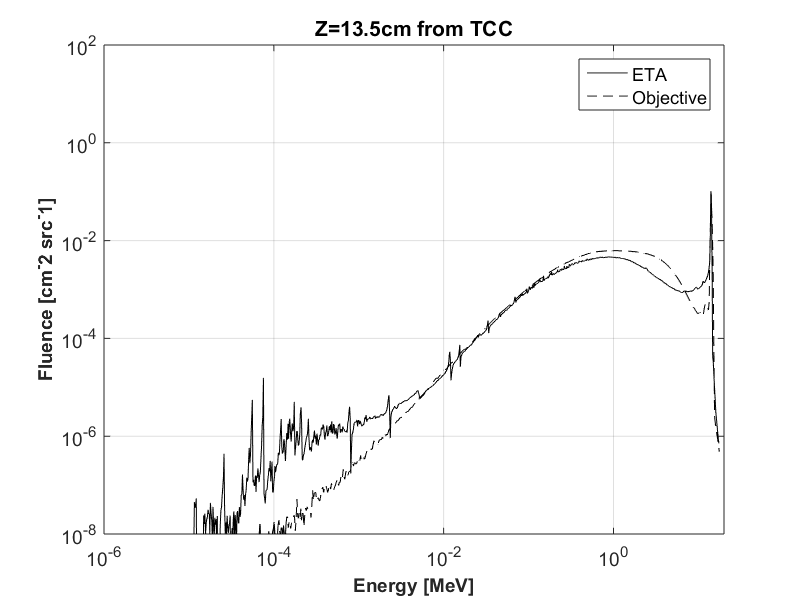 Z=13.5cm from TCC
ETA
Objective
10^2
10^0
10^-2
10^-4
10^-6
10^-8
Fluence [cm^-2 src^-1]
10^-6
10^-4
10^-2
10^0
Energy [MeV]